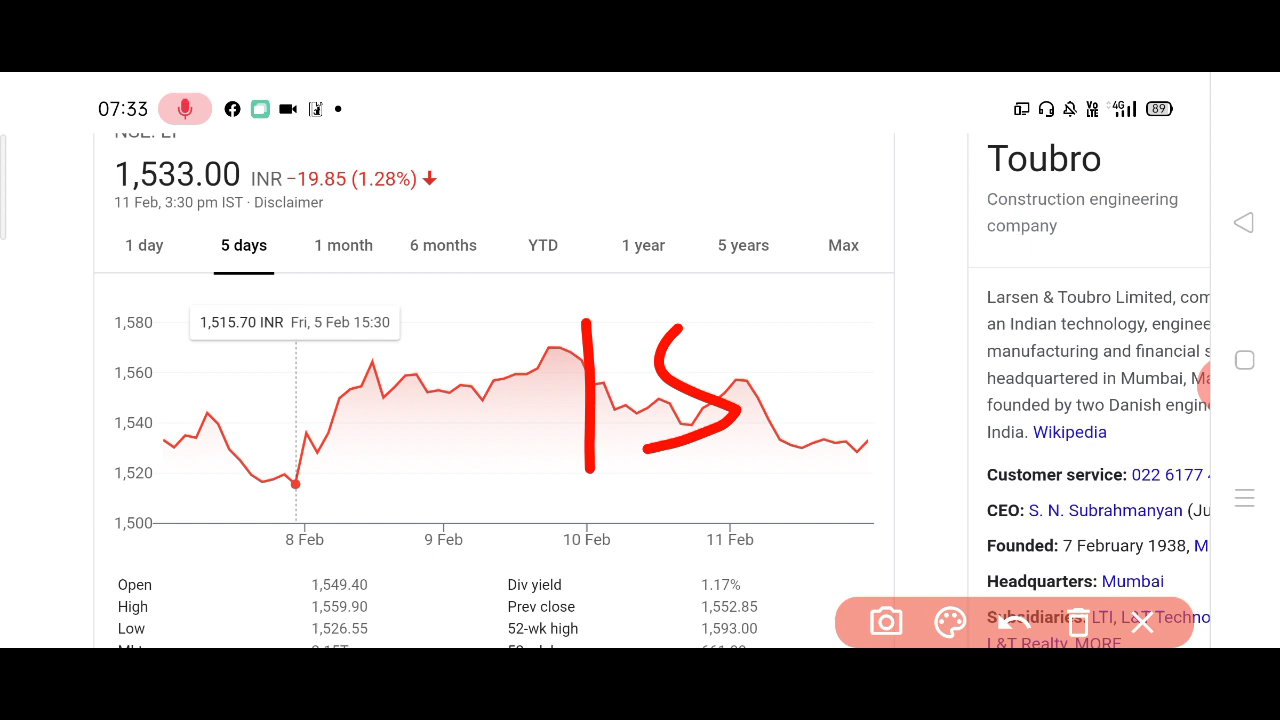 07:33
VO LTE 4G 89
1,533.00 INR −19.85 (1.28%)
11 Feb, 3:30 pm IST · Disclaimer
1 day 5 days 1 month 6 months YTD 1 year 5 years Max
1,515.70 INR Fri, 5 Feb 15:30
1,580
1,560
1,540
1,520
1,500
8 Feb 9 Feb 10 Feb 11 Feb
15
Open 1,549.40 Div yield 1.17%
High 1,559.90 Prev close 1,552.85
Low 1,526.55 52-wk high 1,593.00
Toubro
Construction engineering
company
Larsen & Toubro Limited, com
an Indian technology, enginee
manufacturing and financial s
headquartered in Mumbai, Ma
founded by two Danish engin
India. Wikipedia
Customer service: 022 6177
CEO: S. N. Subrahmanyan (Ju
Founded: 7 February 1938, M
Headquarters: Mumbai
Subsidiaries: LTI, L&T Techno
L&T Realty, MORE